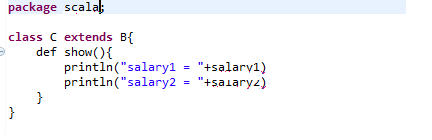 package scala;
class C extends B{
def show(){
println("salary1 = "+salary1)
println("salary2 = "+salary2)
}
}